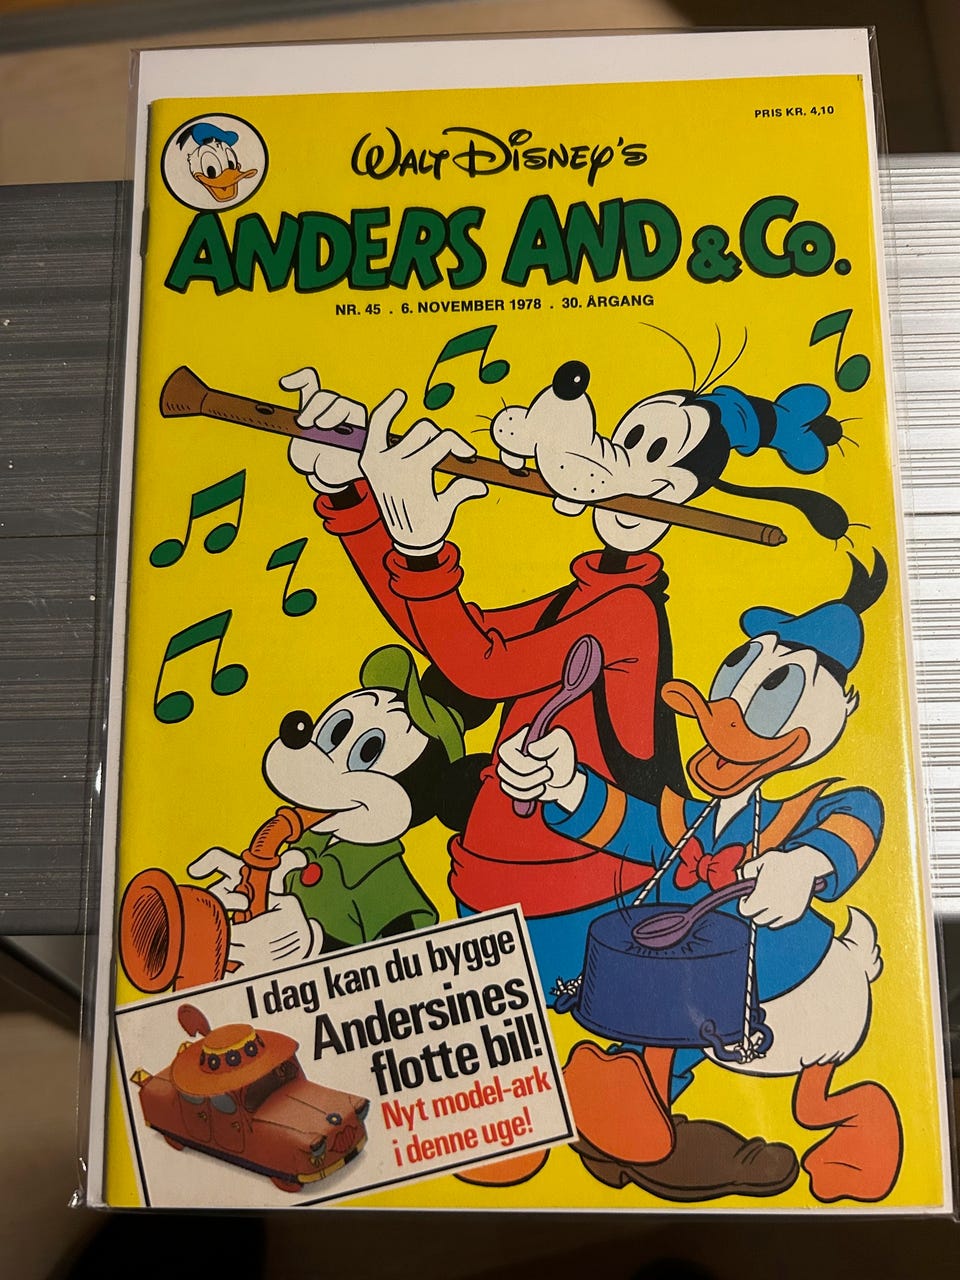 PRIS KR. 4,10
WALT DISNEY'S
ANDERS AND & CO.
NR. 45 . 6. NOVEMBER 1978 . 30. ÅRGANG
I dag kan du bygge
Andersines
flotte bil!
Nyt model-ark
i denne uge!